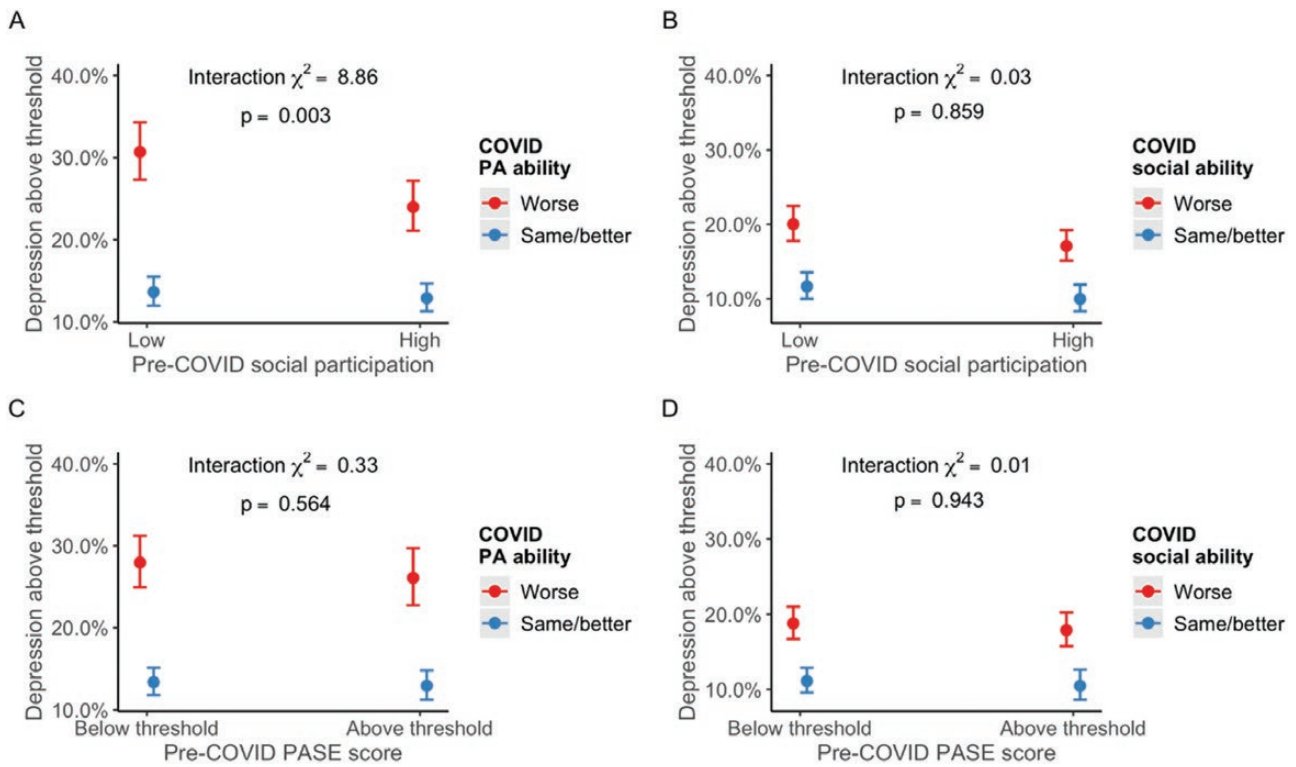 A
Depression above threshold
40.0%
30.0%
20.0%
10.0%
Interaction χ² = 8.86
p = 0.003
COVID
PA ability
Worse
Same/better
Low
High
Pre-COVID social participation
B
Depression above threshold
40.0%
30.0%
20.0%
10.0%
Interaction χ² = 0.03
p = 0.859
COVID
social ability
Worse
Same/better
Low
High
Pre-COVID social participation
C
Depression above threshold
40.0%
30.0%
20.0%
10.0%
Interaction χ² = 0.33
p = 0.564
COVID
PA ability
Worse
Same/better
Below threshold
Above threshold
Pre-COVID PASE score
D
Depression above threshold
40.0%
30.0%
20.0%
10.0%
Interaction χ² = 0.01
p = 0.943
COVID
social ability
Worse
Same/better
Below threshold
Above threshold
Pre-COVID PASE score